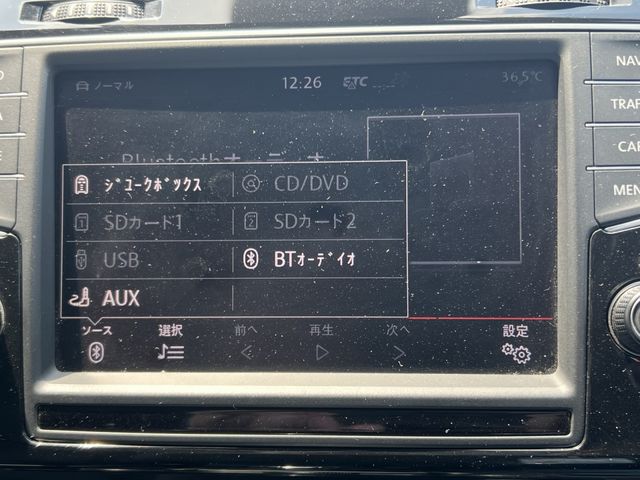 ノーマル 12:26 ETC 36.5℃
Bluetoothオーディオ
ジュークボックス CD/DVD
SDカード1 SDカード2
USB BTオーディオ
AUX
ソース 選択 前へ 再生 次へ 設定
NAV
TRAF
CAR
MEN